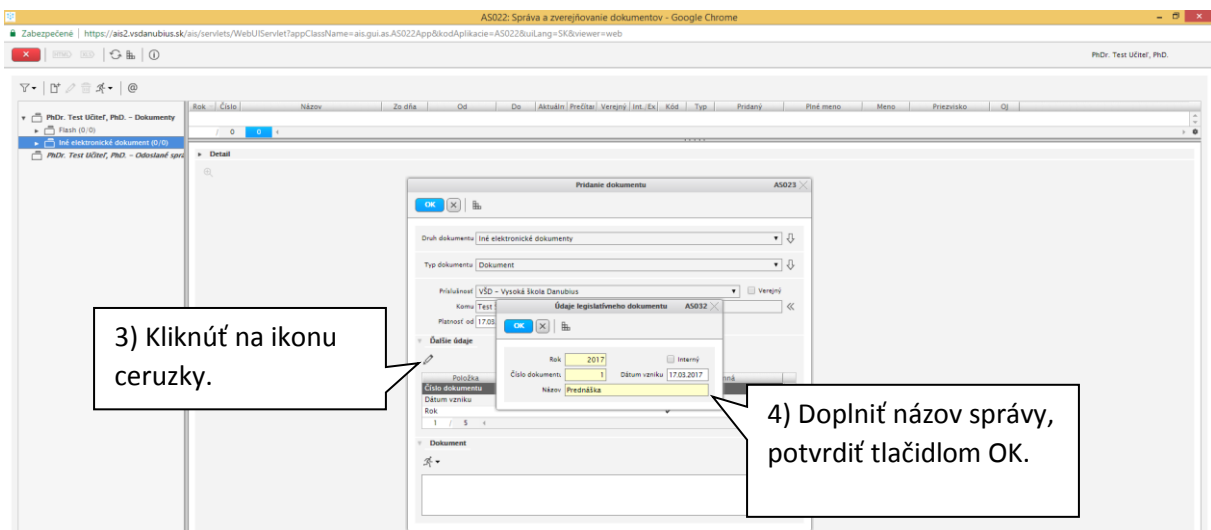 AS022: Správa a zverejňovanie dokumentov - Google Chrome
Zabezpečené | https://ais2.vsdanubius.sk/ais/servlets/WebUIServlet?appClassName=ais.gui.as.AS022App&kodAplikacie=AS022&uiLang=SK&viewer=web
PhDr. Test Učiteľ, PhD.
Rok Číslo Názov Zo dňa Od Do Aktuáln Prečítaı Verejný Int./Ex Kód Typ Pridaný Plné meno Meno Priezvisko OJ
PhDr. Test Učiteľ, PhD. – Dokumenty
Flash (0/0)
/ 0 0
Iné elektronické dokument (0/0)
PhDr. Test Učiteľ, PhD. – Odoslané sprá
Detail
Pridanie dokumentu AS023
OK
Druh dokumentu Iné elektronické dokumenty
Typ dokumentu Dokument
Príslušnosť VŠD – Vysoká škola Danubius Verejný
Komu Test
Platnosť od 17.03
Údaje legislatívneho dokumentu AS032
OK
Rok 2017 Interný
Číslo dokumentu 1 Dátum vzniku 17.03.2017
Názov Prednáška
Ďalšie údaje
Položka
Číslo dokumentu
Dátum vzniku
Rok
1 / 5
Dokument
3) Kliknúť na ikonu
ceruzky.
4) Doplniť názov správy,
potvrdiť tlačidlom OK.